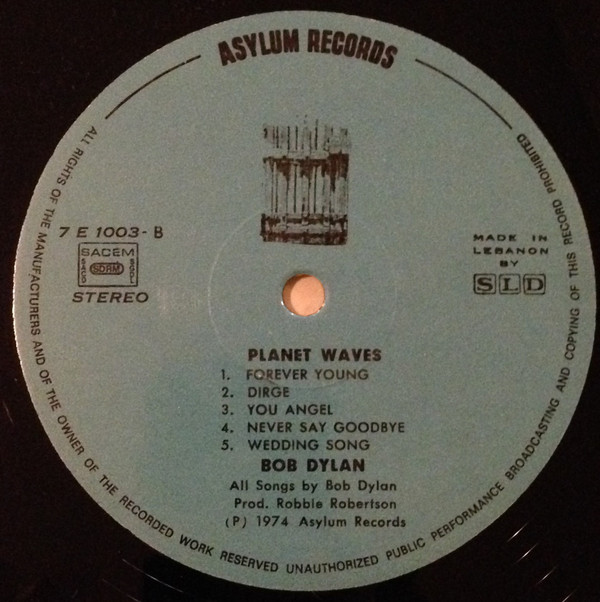 ASYLUM RECORDS
7 E 1003-B
SACEM
SDRM
STEREO
MADE IN
LEBANON
BY
SLD
PLANET WAVES
1. FOREVER YOUNG
2. DIRGE
3. YOU ANGEL
4. NEVER SAY GOODBYE
5. WEDDING SONG
BOB DYLAN
All Songs by Bob Dylan
Prod. Robbie Robertson
(P) 1974 Asylum Records
ALL RIGHTS OF THE MANUFACTURERS AND OF THE OWNER OF THE RECORDED WORK RESERVED UNAUTHORIZED PUBLIC PERFORMANCE BROADCASTING AND COPYING OF THIS RECORD PROHIBITED